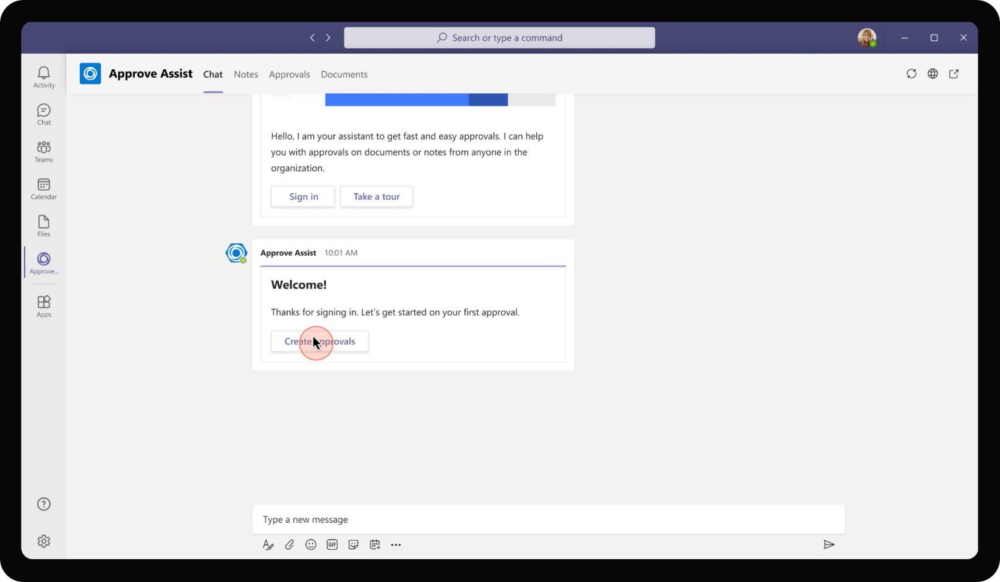 Search or type a command
Activity
Chat
Teams
Calendar
Files
Approve...
Apps
Approve Assist
Chat
Notes
Approvals
Documents
Hello, I am your assistant to get fast and easy approvals. I can help
you with approvals on documents or notes from anyone in the
organization.
Sign in
Take a tour
Approve Assist 10:01 AM
Welcome!
Thanks for signing in. Let’s get started on your first approval.
Create approvals
Type a new message
GIF